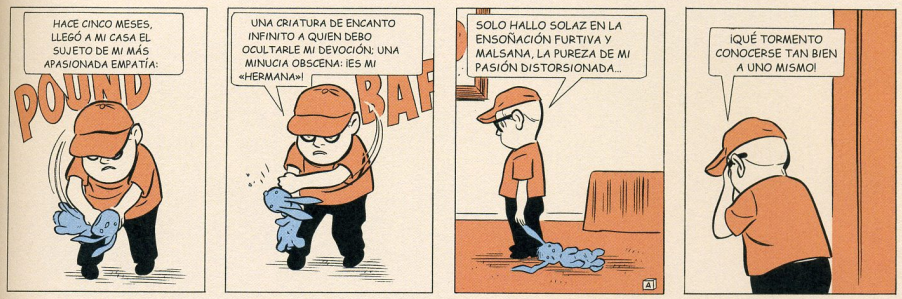 HACE CINCO MESES,
LLEGÓ A MI CASA EL
SUJETO DE MI MÁS
APASIONADA EMPATÍA:
POUND
UNA CRIATURA DE ENCANTO
INFINITO A QUIEN DEBO
OCULTARLE MI DEVOCIÓN; UNA
MINUCIA OBSCENA: ¡ES MI
«HERMANA»!
BAF
SOLO HALLO SOLAZ EN LA
ENSOÑACIÓN FURTIVA Y
MALSANA, LA PUREZA DE MI
PASIÓN DISTORSIONADA...
A
¡QUÉ TORMENTO
CONOCERSE TAN BIEN
A UNO MISMO!